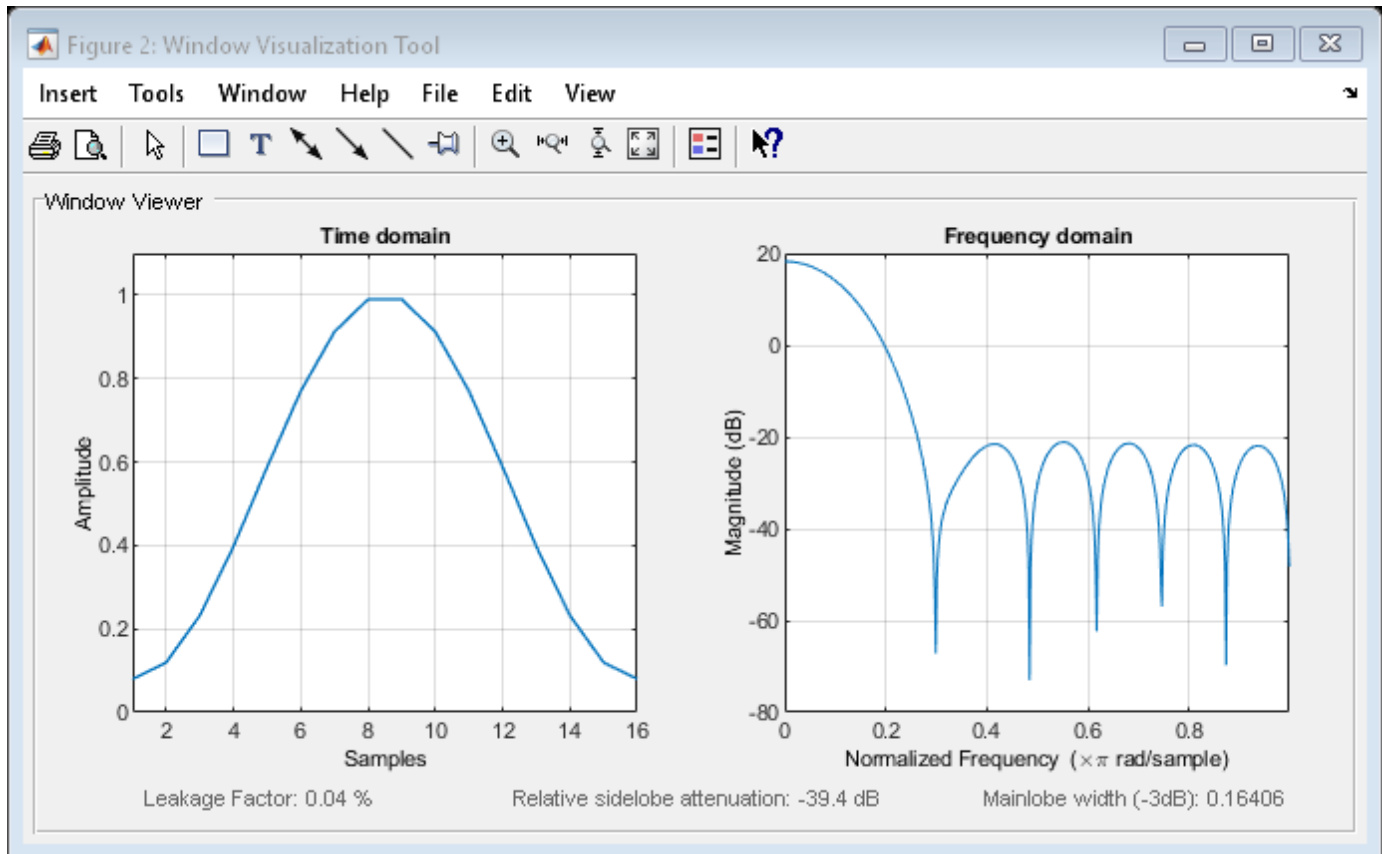 Figure 2: Window Visualization Tool
Insert Tools Window Help File Edit View
T
?
Window Viewer
Time domain
1
0.8
0.6
0.4
0.2
0
2 4 6 8 10 12 14 16
Amplitude
Samples
Frequency domain
20
0
-20
-40
-60
-80
0 0.2 0.4 0.6 0.8
Magnitude (dB)
Normalized Frequency (×π rad/sample)
Leakage Factor: 0.04 %
Relative sidelobe attenuation: -39.4 dB
Mainlobe width (-3dB): 0.16406